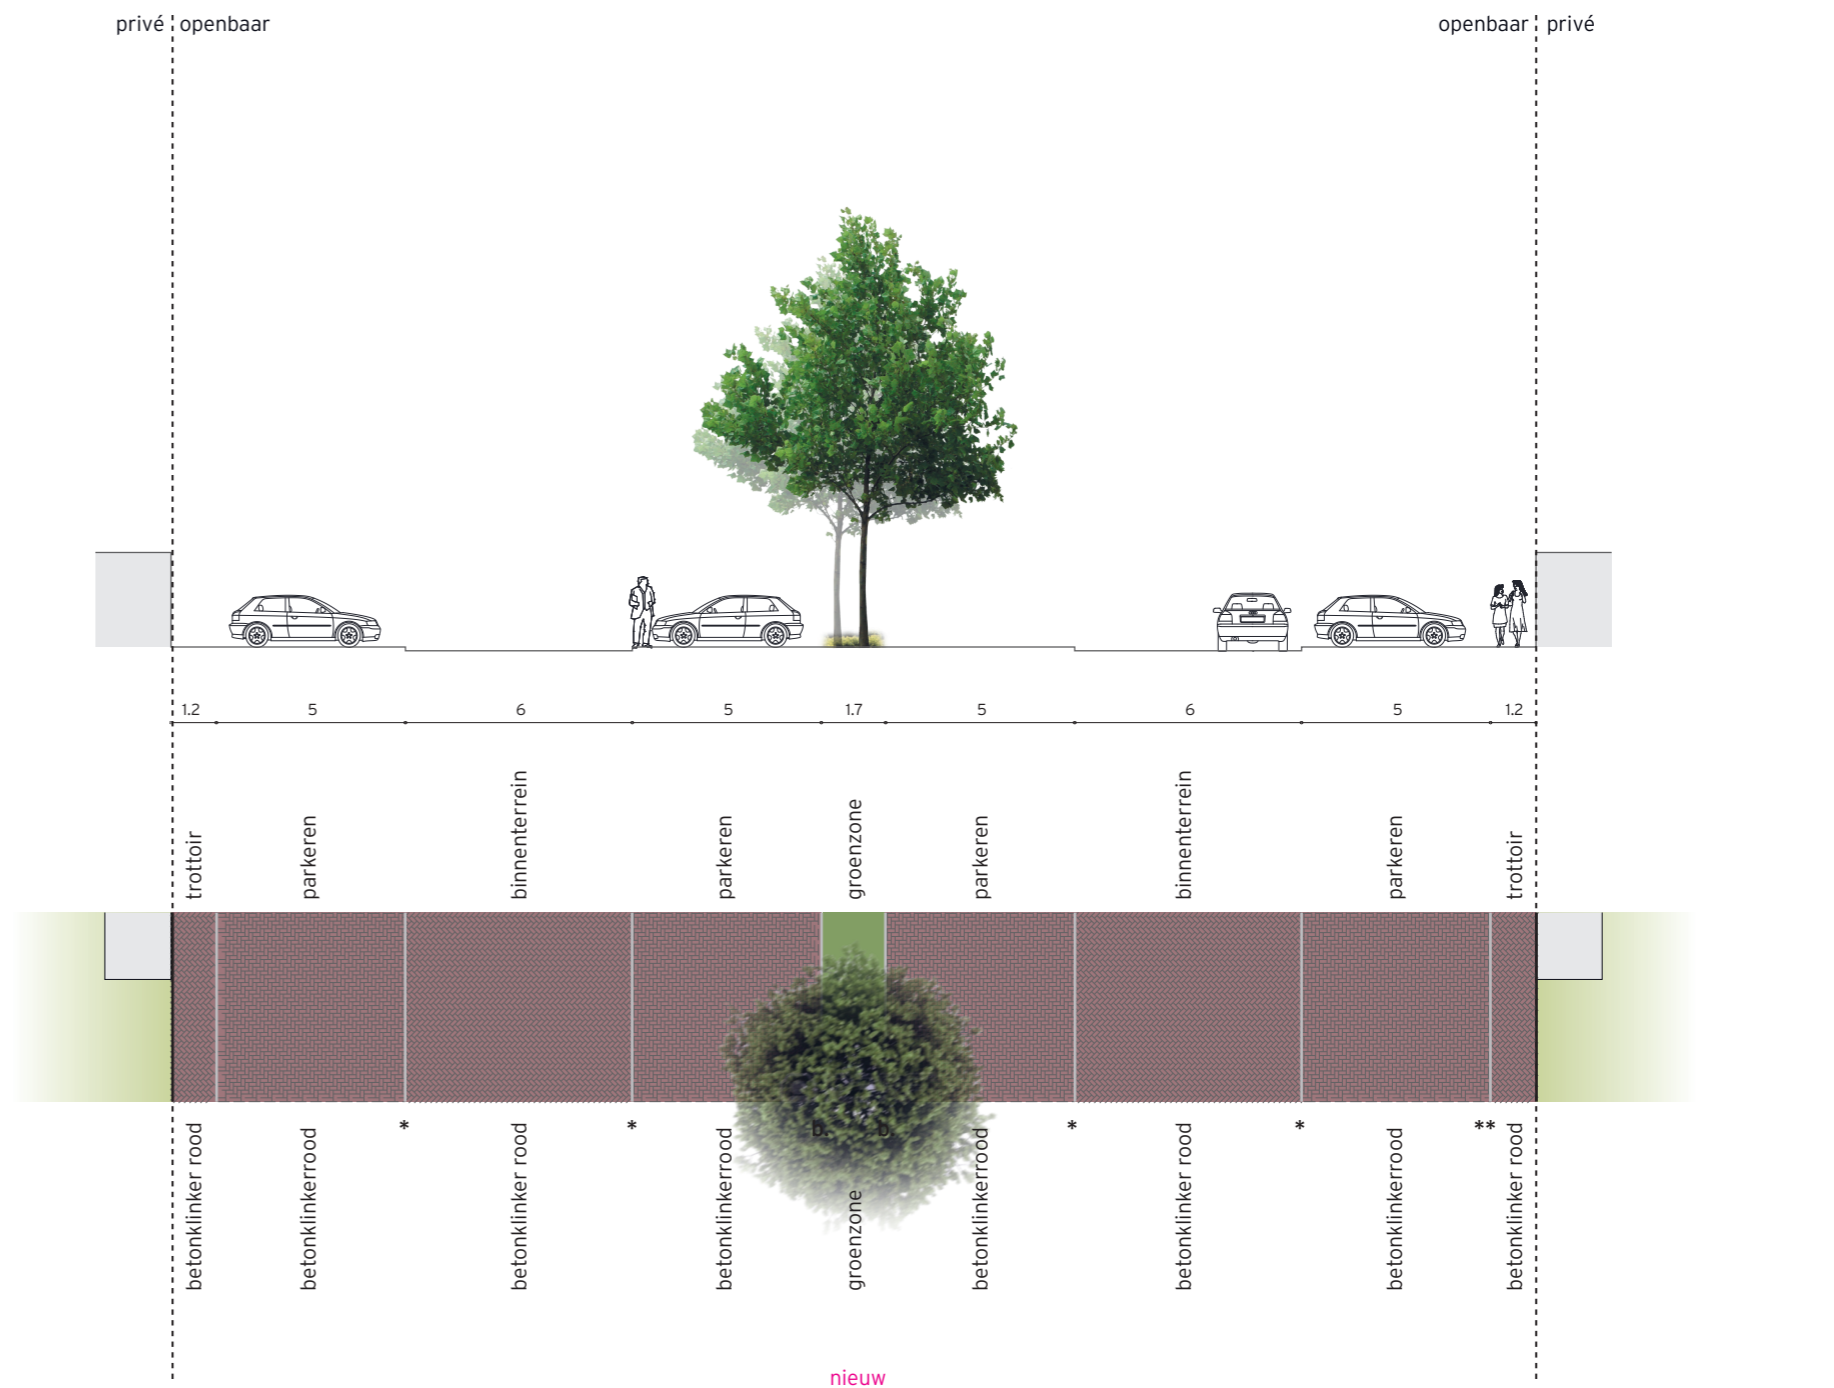 privé openbaar
openbaar privé
1.2 5 6 5 1.7 5 6 5 1.2
trottoir
parkeren
binnenterrein
parkeren
groenzone
parkeren
binnenterrein
parkeren
trottoir
* * b. b. * * **
betonklinker rood
betonklinkerrood
betonklinker rood
betonklinkerrood
groenzone
betonklinkerrood
betonklinker rood
betonklinkerrood
betonklinker rood
nieuw